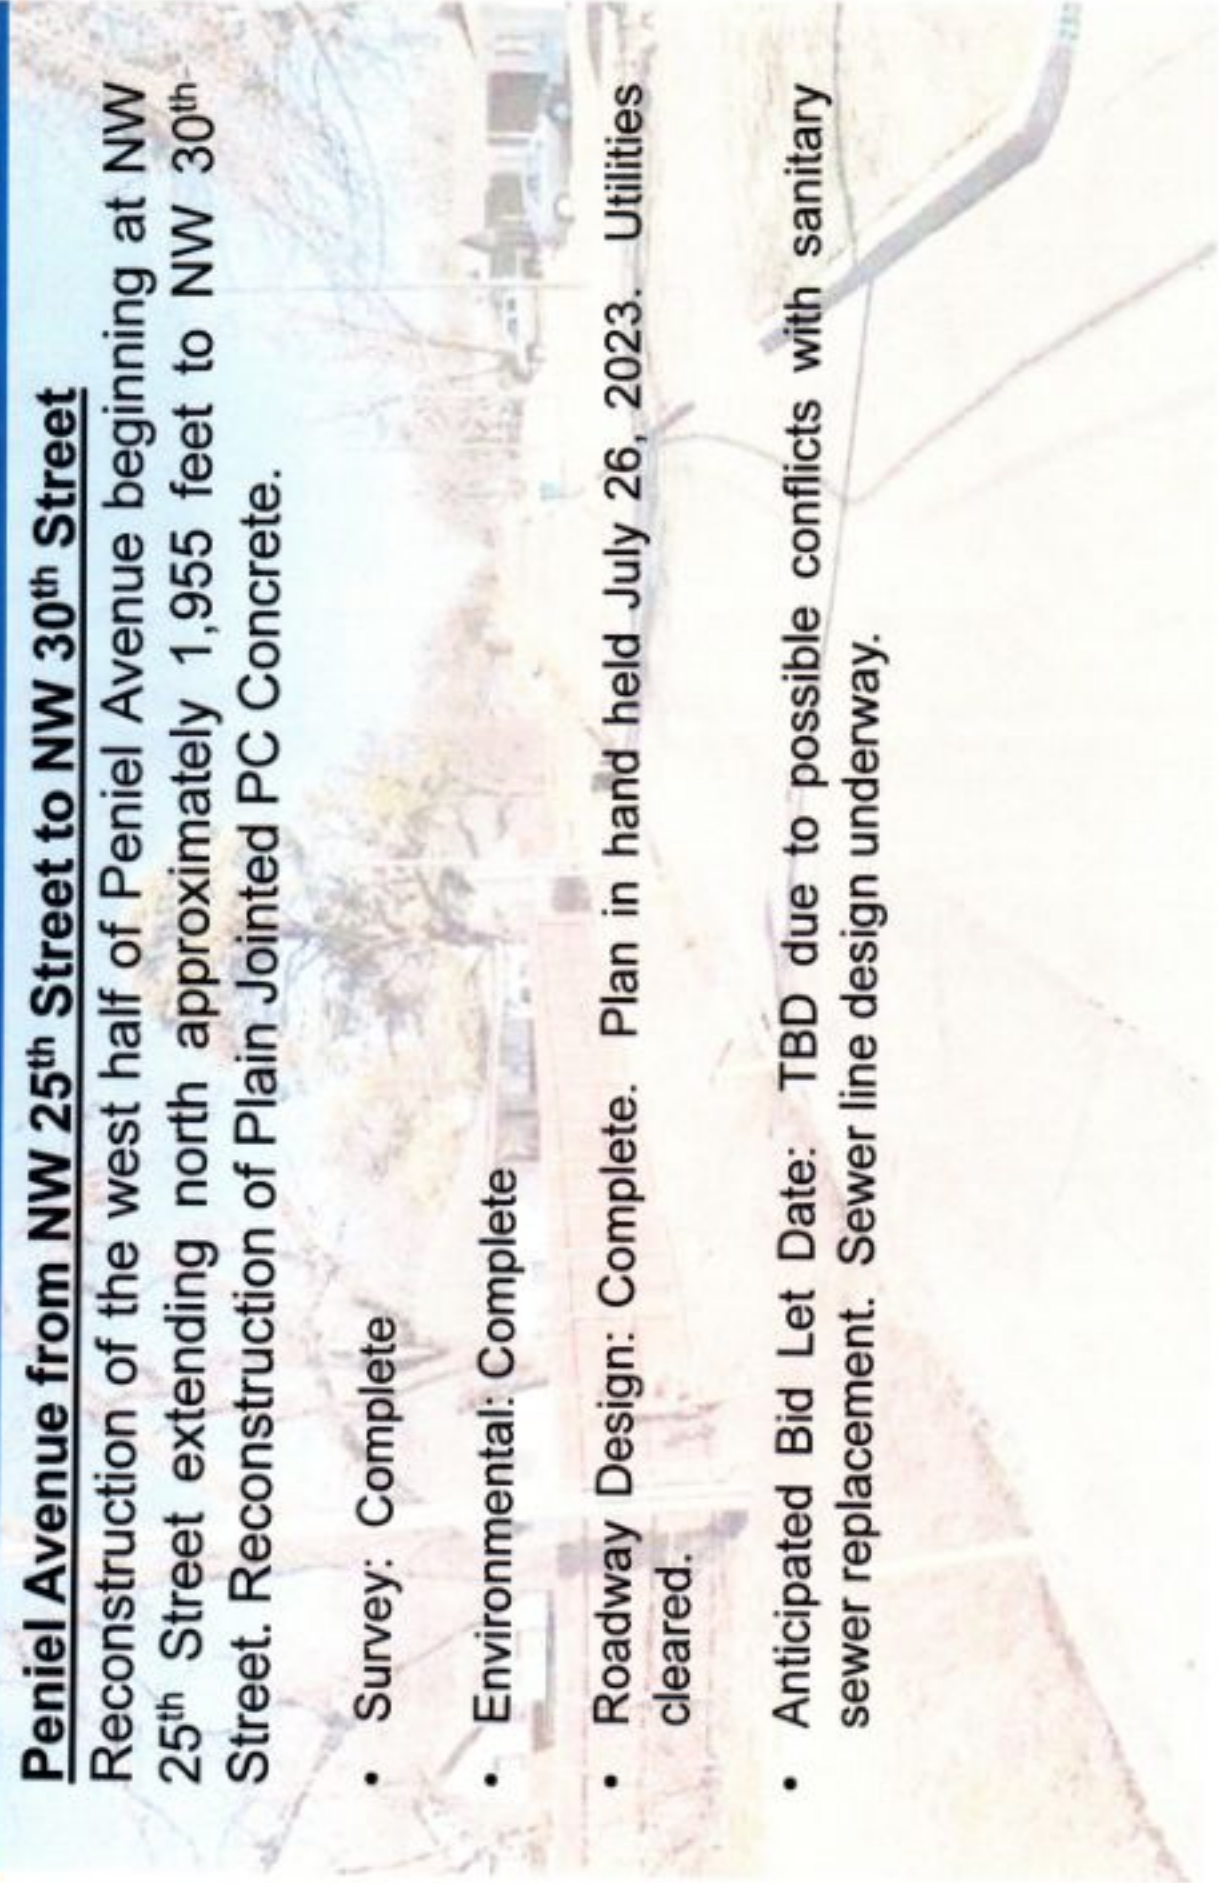 Peniel Avenue from NW 25th Street to NW 30th Street
Reconstruction of the west half of Peniel Avenue beginning at NW
25th Street extending north approximately 1,955 feet to NW 30th
Street. Reconstruction of Plain Jointed PC Concrete.
• Survey: Complete
• Environmental: Complete
• Roadway Design: Complete. Plan in hand held July 26, 2023. Utilities
cleared.
• Anticipated Bid Let Date: TBD due to possible conflicts with sanitary
sewer replacement. Sewer line design underway.